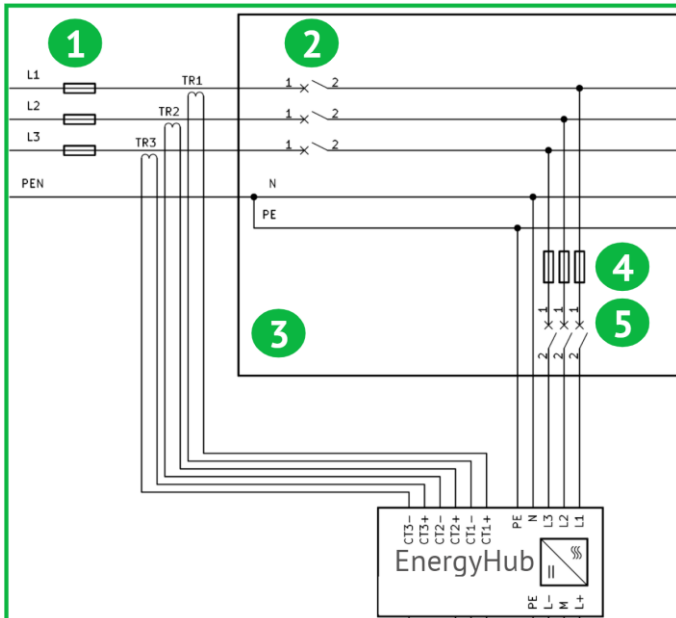 1
2
L1
TR1
1
2
L2
TR2
1
2
L3
TR3
1
2
PEN
N
PE
4
1
1
1
5
3
2
2
2
CT3-
CT3+
CT2-
CT2+
CT1-
CT1+
PE
N
L3
L2
L1
EnergyHub
PE
L-
M
L+